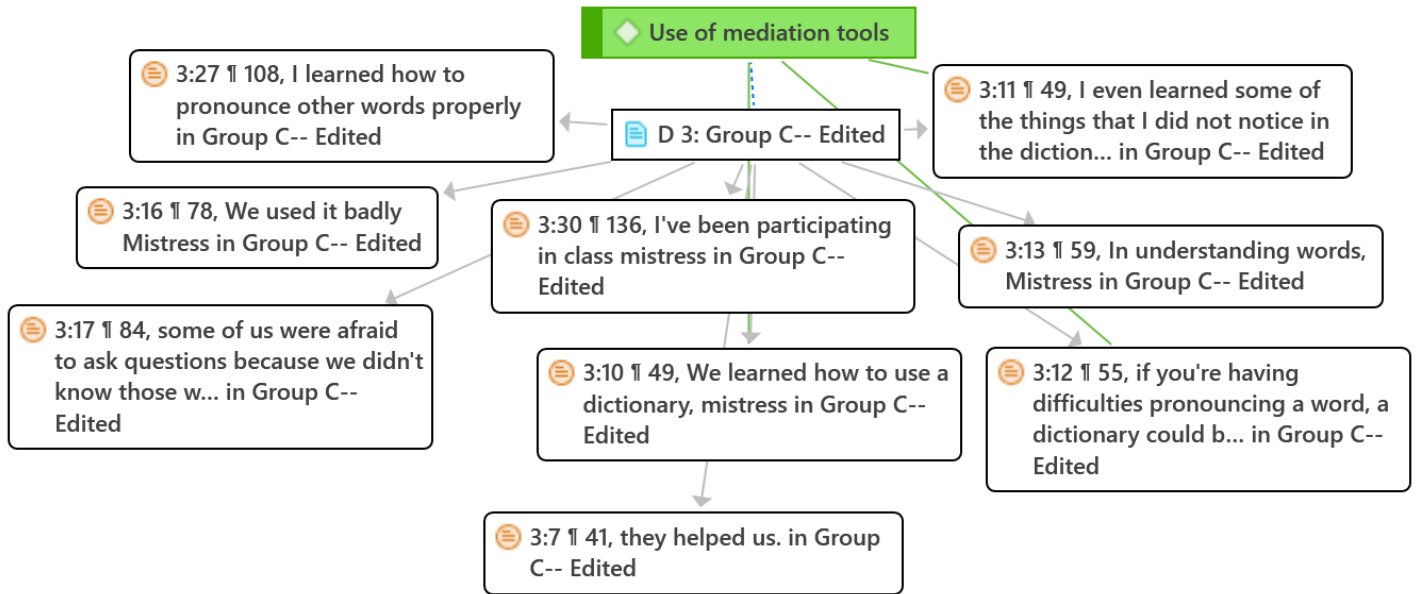 Use of mediation tools
3:27 ¶ 108, I learned how to
pronounce other words properly
in Group C-- Edited
D 3: Group C-- Edited
3:11 ¶ 49, I even learned some of
the things that I did not notice in
the diction... in Group C-- Edited
3:16 ¶ 78, We used it badly
Mistress in Group C-- Edited
3:30 ¶ 136, I've been participating
in class mistress in Group C--
Edited
3:13 ¶ 59, In understanding words,
Mistress in Group C-- Edited
3:17 ¶ 84, some of us were afraid
to ask questions because we didn't
know those w... in Group C--
Edited
3:10 ¶ 49, We learned how to use a
dictionary, mistress in Group C--
Edited
3:12 ¶ 55, if you're having
difficulties pronouncing a word, a
dictionary could b... in Group C--
Edited
3:7 ¶ 41, they helped us. in Group
C-- Edited